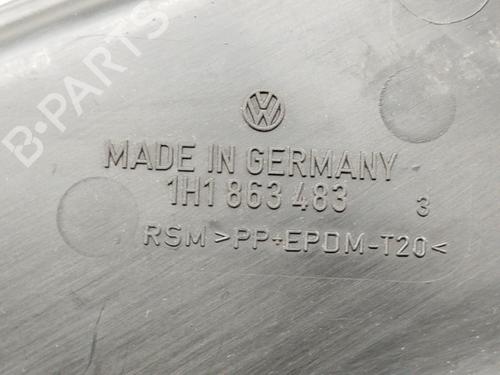 B-PARTS
MADE IN GERMANY
1H1 863 483
3
RSM >PP+EPDM-T20<